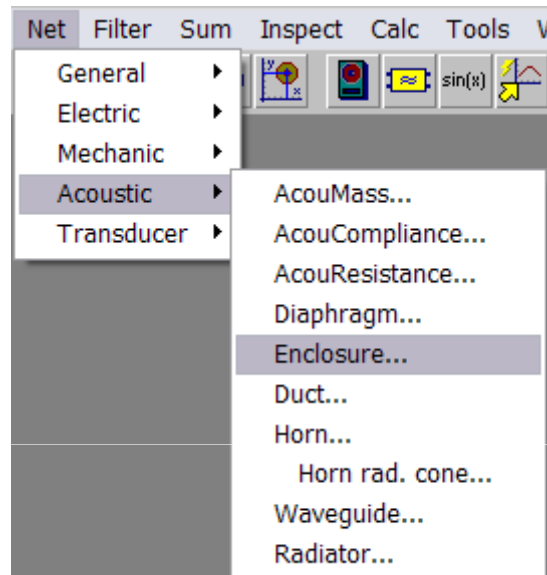 Net Filter Sum Inspect Calc Tools
y x sin(x)
General
Electric
Mechanic
Acoustic
Transducer
AcouMass...
AcouCompliance...
AcouResistance...
Diaphragm...
Enclosure...
Duct...
Horn...
Horn rad. cone...
Waveguide...
Radiator...